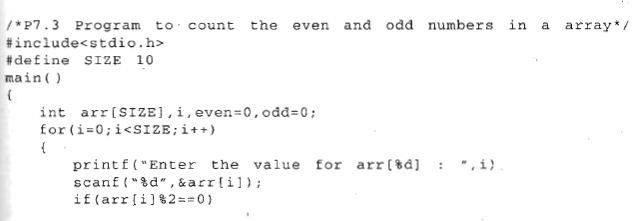 /*P7.3 Program to count the even and odd numbers in a array*/
#include<stdio.h>
#define SIZE 10
main()
{
int arr[SIZE],i,even=0,odd=0;
for(i=0;i<SIZE;i++)
{
printf("Enter the value for arr[%d] : ",i)
scanf("%d",&arr[i]);
if(arr[i]%2==0)